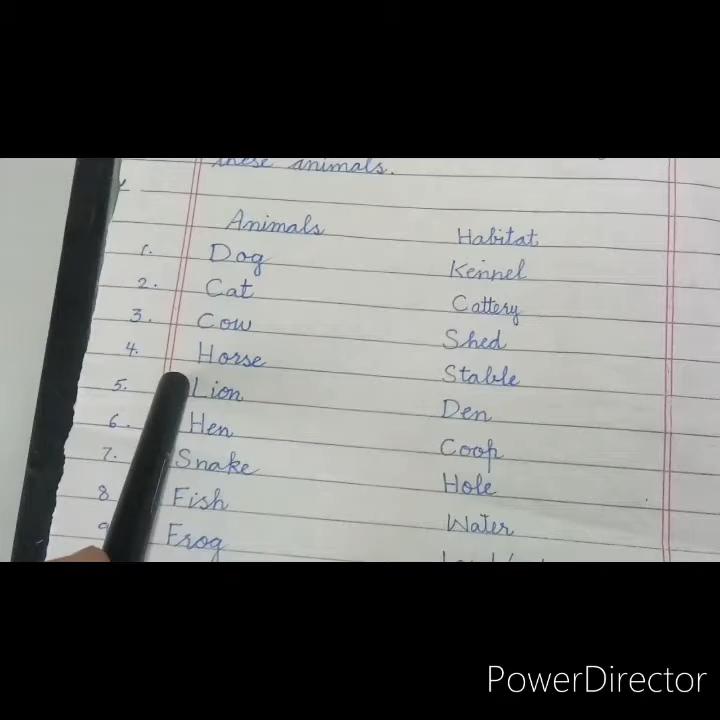 these animals.
Animals Habitat
1. Dog Kennel
2. Cat Cattery
3. Cow Shed
4. Horse Stable
5. Lion Den
6. Hen Coop
7. Snake Hole
8 Fish Water
9 Frog
PowerDirector